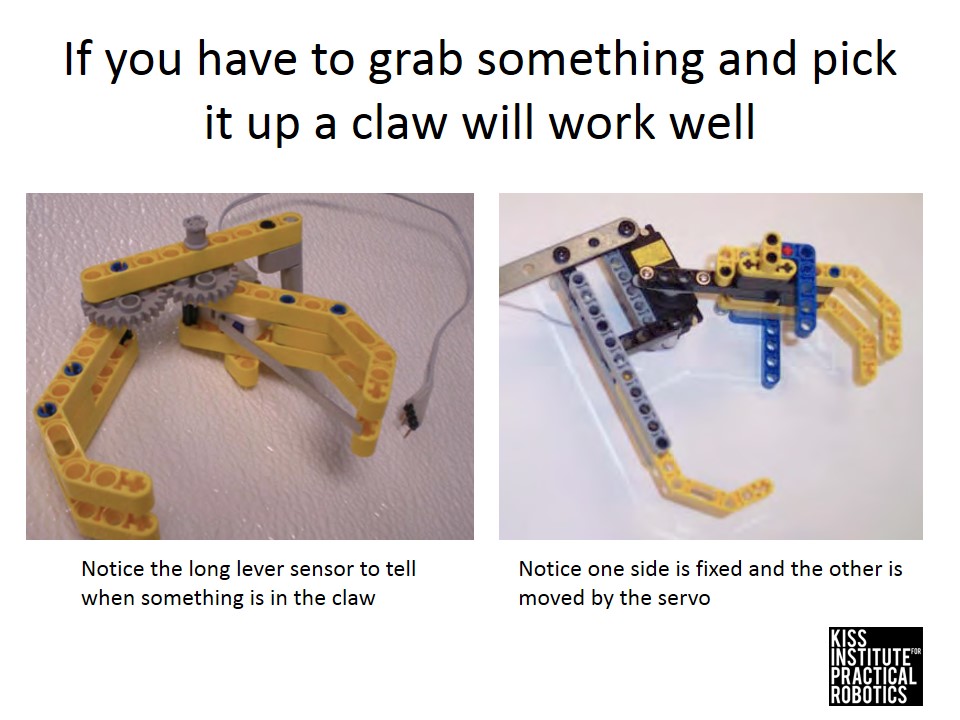 If you have to grab something and pick
it up a claw will work well
Notice the long lever sensor to tell
when something is in the claw
Notice one side is fixed and the other is
moved by the servo
KISS
INSTITUTE FOR
PRACTICAL
ROBOTICS